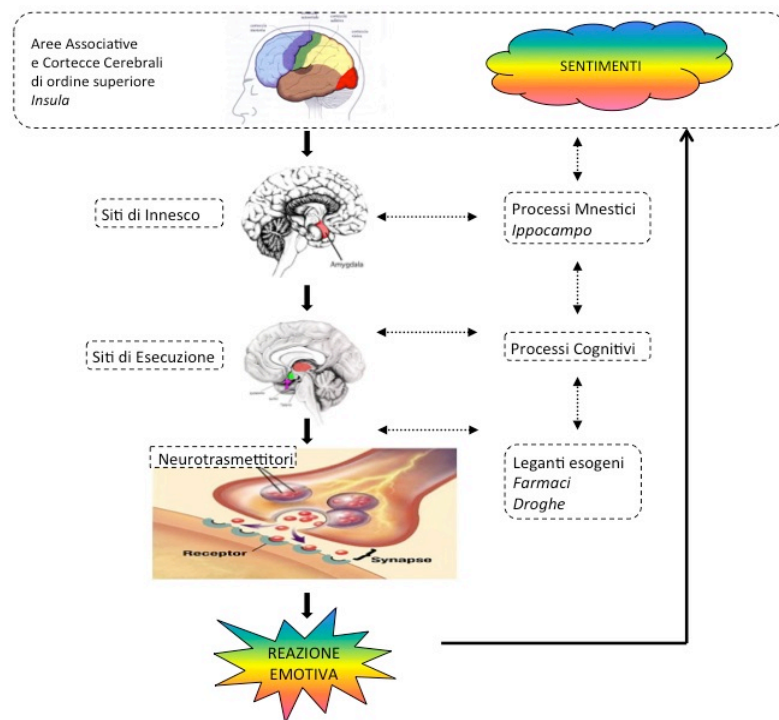 Aree Associative
e Cortecce Cerebrali
di ordine superiore
Insula
SENTIMENTI
Siti di Innesco
Amygdala
Processi Mnestici
Ippocampo
Siti di Esecuzione
Processi Cognitivi
Neurotrasmettitori
Receptor
Synapse
Leganti esogeni
Farmaci
Droghe
REAZIONE
EMOTIVA